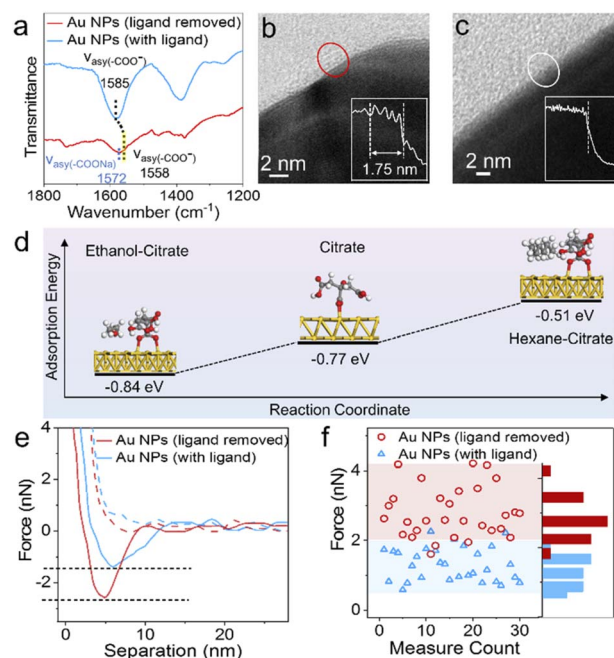 a
Au NPs (ligand removed)
Au NPs (with ligand)
νasy(-COO⁻)
1585
νasy(-COONa)
1572
νasy(-COO⁻)
1558
Transmittance
1800 1600 1400 1200
Wavenumber (cm⁻¹)
b
1.75 nm
2 nm
c
2 nm
d
Adsorption Energy
Ethanol-Citrate
-0.84 eV
Citrate
-0.77 eV
-0.51 eV
Hexane-Citrate
Reaction Coordinate
e
Au NPs (ligand removed)
Au NPs (with ligand)
Force (nN)
4
2
0
-2
0 10 20
Separation (nm)
f
Au NPs (ligand removed)
Au NPs (with ligand)
Force (nN)
4
2
0
0 10 20 30
Measure Count